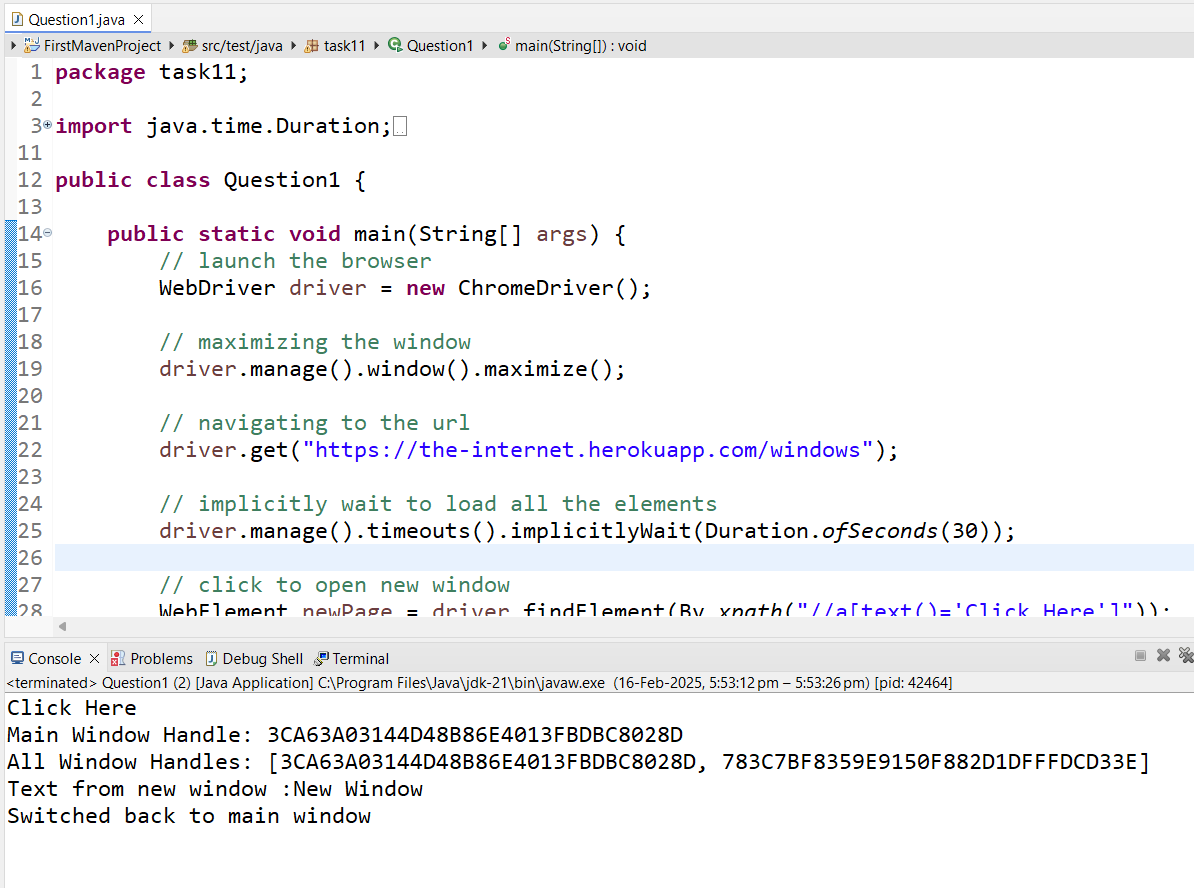 Question1.java
FirstMavenProject src/test/java task11 Question1 main(String[]) : void
1 package task11;
2
3 import java.time.Duration;
11
12 public class Question1 {
13
14 public static void main(String[] args) {
15 // launch the browser
16 WebDriver driver = new ChromeDriver();
17
18 // maximizing the window
19 driver.manage().window().maximize();
20
21 // navigating to the url
22 driver.get("https://the-internet.herokuapp.com/windows");
23
24 // implicitly wait to load all the elements
25 driver.manage().timeouts().implicitlyWait(Duration.ofSeconds(30));
26
27 // click to open new window
28 WebElement newPage = driver.findElement(By.xpath("//a[text()='Click Here']"));
Console Problems Debug Shell Terminal
<terminated> Question1 (2) [Java Application] C:\Program Files\Java\jdk-21\bin\javaw.exe (16-Feb-2025, 5:53:12 pm – 5:53:26 pm) [pid: 42464]
Click Here
Main Window Handle: 3CA63A03144D48B86E4013FBDBC8028D
All Window Handles: [3CA63A03144D48B86E4013FBDBC8028D, 783C7BF8359E9150F882D1DFFFDCD33E]
Text from new window :New Window
Switched back to main window